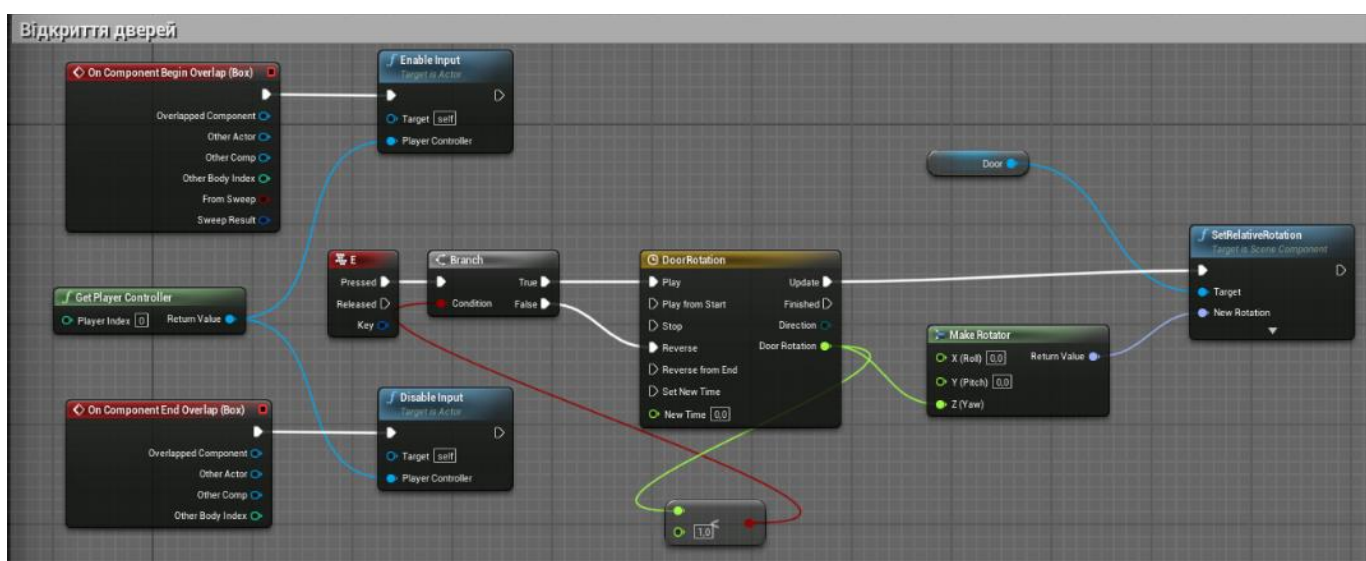 Відкриття дверей
On Component Begin Overlap (Box)
Overlapped Component
Other Actor
Other Comp
Other Body Index
From Sweep
Sweep Result
Enable Input
Target is Actor
Target self
Player Controller
Get Player Controller
Player Index 0 Return Value
On Component End Overlap (Box)
Overlapped Component
Other Actor
Other Comp
Other Body Index
E
Pressed
Released
Key
Branch
True
Condition False
Disable Input
Target is Actor
Target self
Player Controller
DoorRotation
Play Update
Play from Start Finished
Stop Direction
Reverse Door Rotation
Reverse from End
Set New Time
New Time 0,0
< 
1,0
Door
Make Rotator
X (Roll) 0,0 Return Value
Y (Pitch) 0,0
Z (Yaw)
SetRelativeRotation
Target is Scene Component
Target
New Rotation